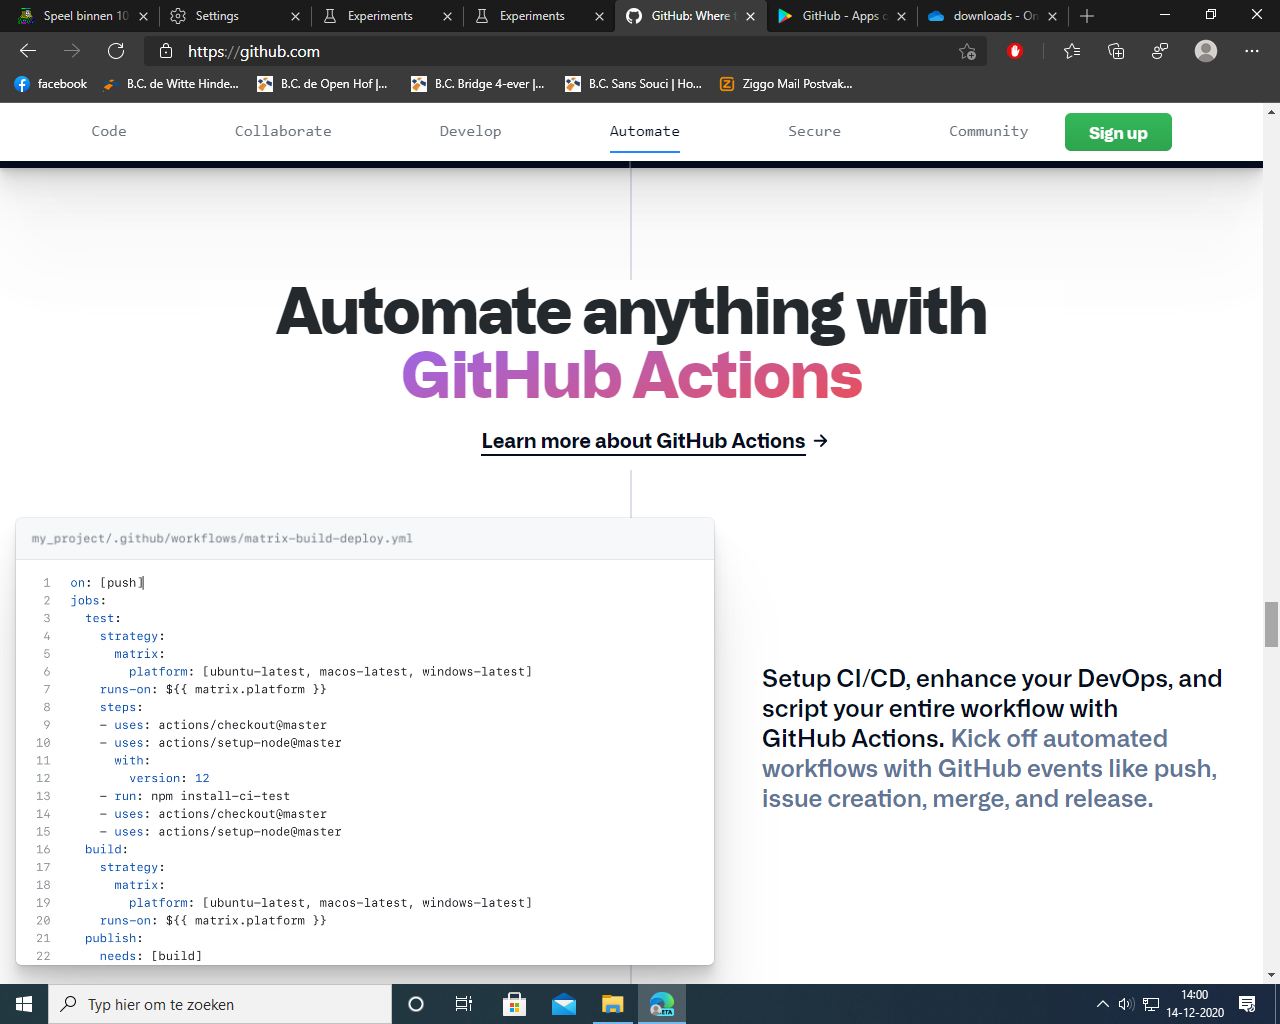 Speel binnen 10
Settings
Experiments
Experiments
GitHub: Where
GitHub - Apps
downloads - On
https://github.com
facebook
B.C. de Witte Hinde...
B.C. de Open Hof |...
B.C. Bridge 4-ever |...
B.C. Sans Souci | Ho...
Ziggo Mail Postvak...
Code
Collaborate
Develop
Automate
Secure
Community
Sign up
Automate anything with
GitHub Actions
Learn more about GitHub Actions →
my_project/.github/workflows/matrix-build-deploy.yml
1 on: [push]
2 jobs:
3 test:
4 strategy:
5 matrix:
6 platform: [ubuntu-latest, macos-latest, windows-latest]
7 runs-on: ${{ matrix.platform }}
8 steps:
9 - uses: actions/checkout@master
10 - uses: actions/setup-node@master
11 with:
12 version: 12
13 - run: npm install-ci-test
14 - uses: actions/checkout@master
15 - uses: actions/setup-node@master
16 build:
17 strategy:
18 matrix:
19 platform: [ubuntu-latest, macos-latest, windows-latest]
20 runs-on: ${{ matrix.platform }}
21 publish:
22 needs: [build]
Setup CI/CD, enhance your DevOps, and
script your entire workflow with
GitHub Actions. Kick off automated
workflows with GitHub events like push,
issue creation, merge, and release.
Typ hier om te zoeken
BETA
14:00
14-12-2020